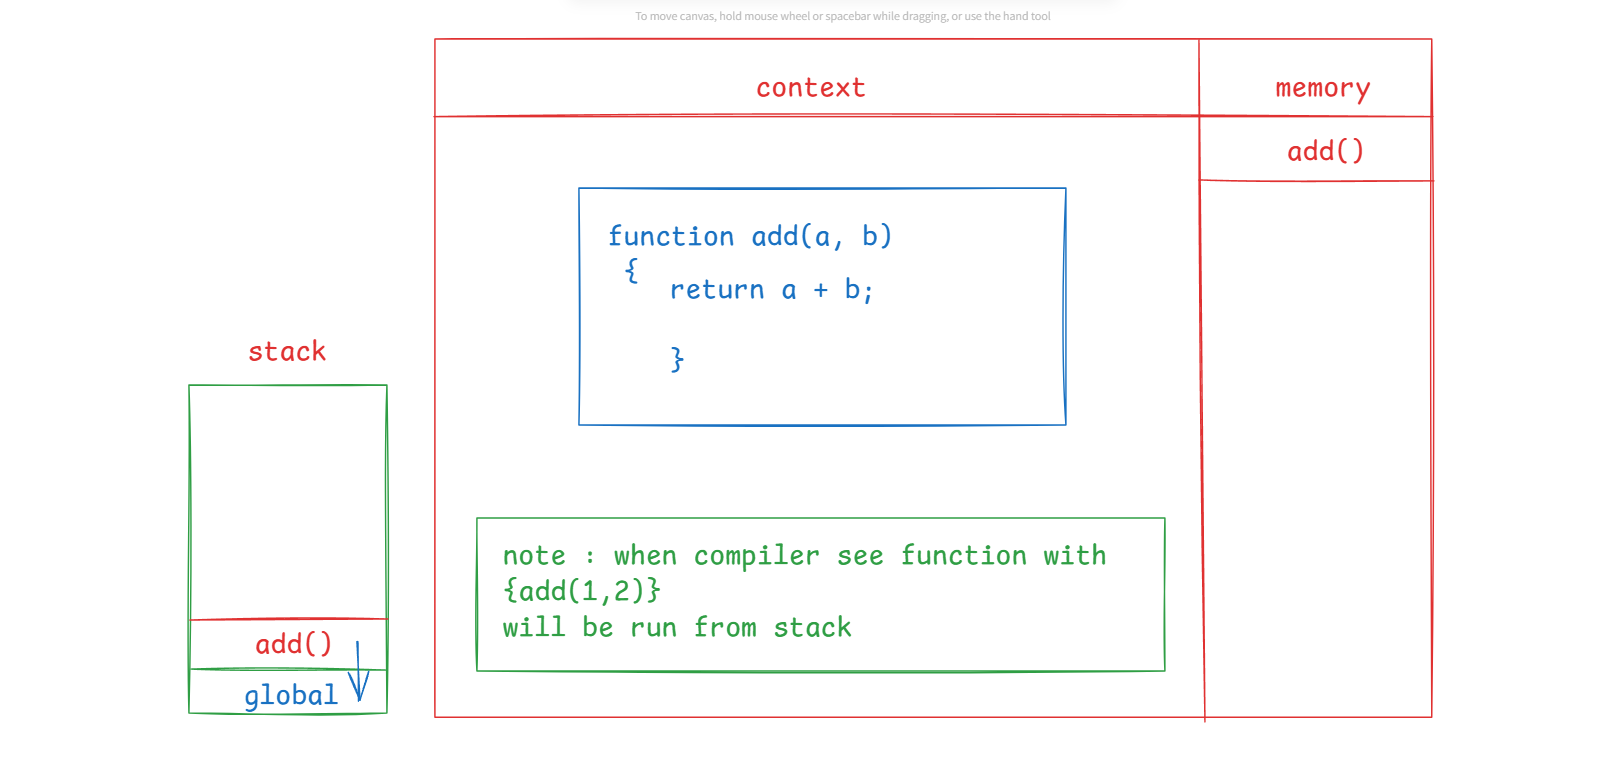 To move canvas, hold mouse wheel or spacebar while dragging, or use the hand tool
context
memory
add()
function add(a, b)
{
return a + b;
}
stack
note : when compiler see function with
{add(1,2)}
will be run from stack
add()
global